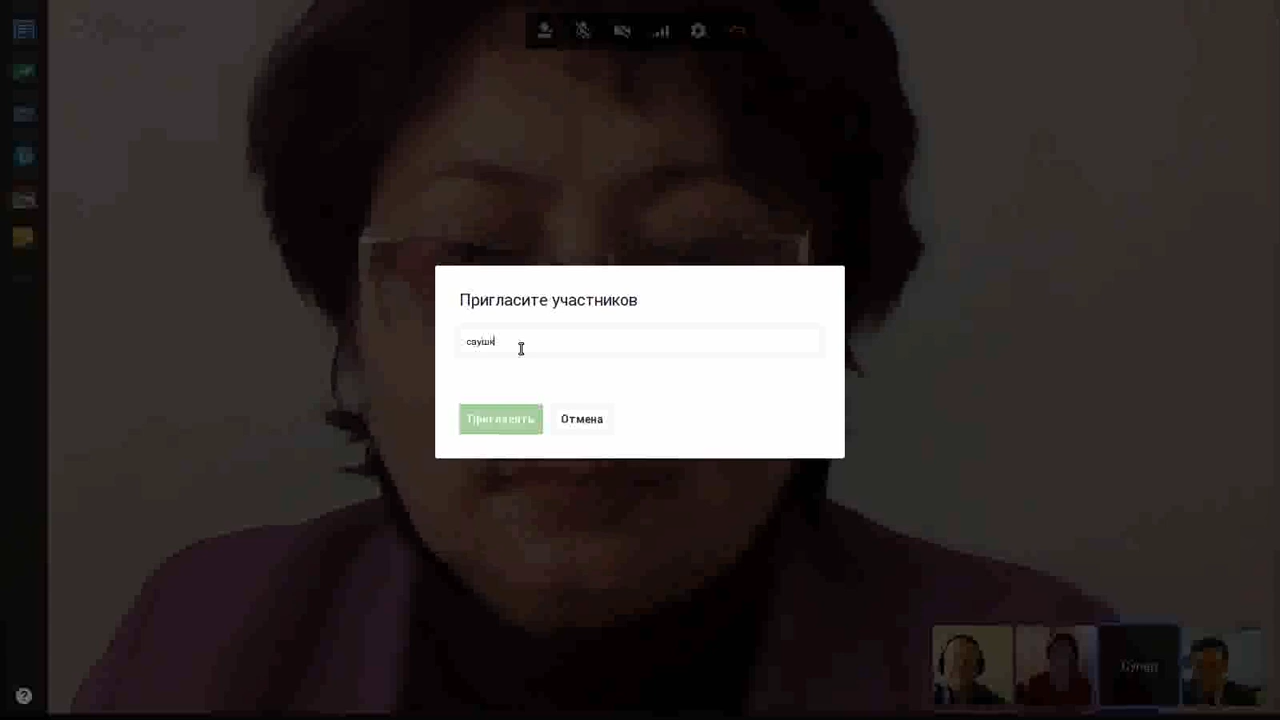 Пригласите участников
саушк
Пригласить
Отмена